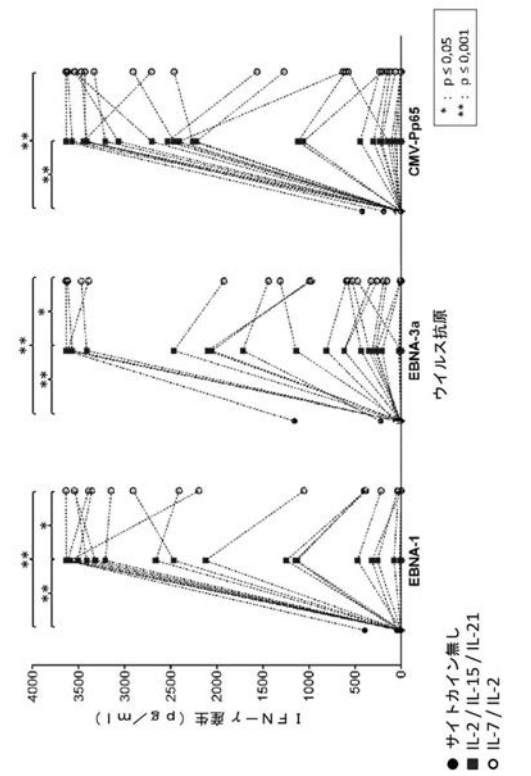 ** ** 
** * **
** **
* : p ≤ 0,05
** : p ≤ 0,001
IFN−γ産生 (pg/ml)
4000
3500
3000
2500
2000
1500
1000
500
0
EBNA-1
EBNA-3a
CMV-Pp65
ウイルス抗原
● サイトカイン無し
■ IL-2 / IL-15 / IL-21
○ IL-7 / IL-2